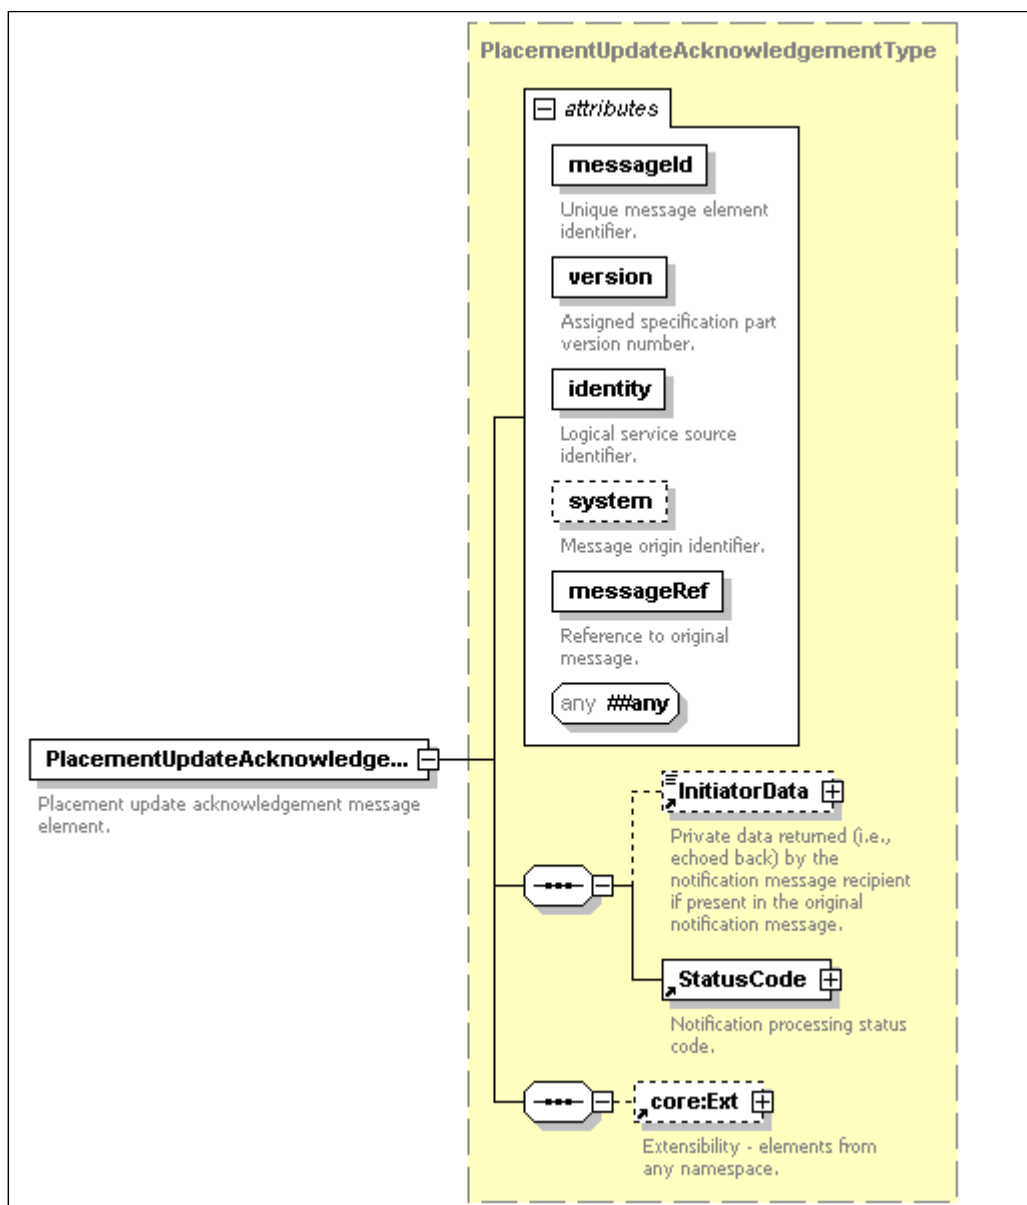 PlacementUpdateAcknowledgementType
attributes
messageId
Unique message element
identifier.
version
Assigned specification part
version number.
identity
Logical service source
identifier.
system
Message origin identifier.
messageRef
Reference to original
message.
any ##any
PlacementUpdateAcknowledge...
Placement update acknowledgement message
element.
InitiatorData
Private data returned (i.e.,
echoed back) by the
notification message recipient
if present in the original
notification message.
StatusCode
Notification processing status
code.
core:Ext
Extensibility - elements from
any namespace.